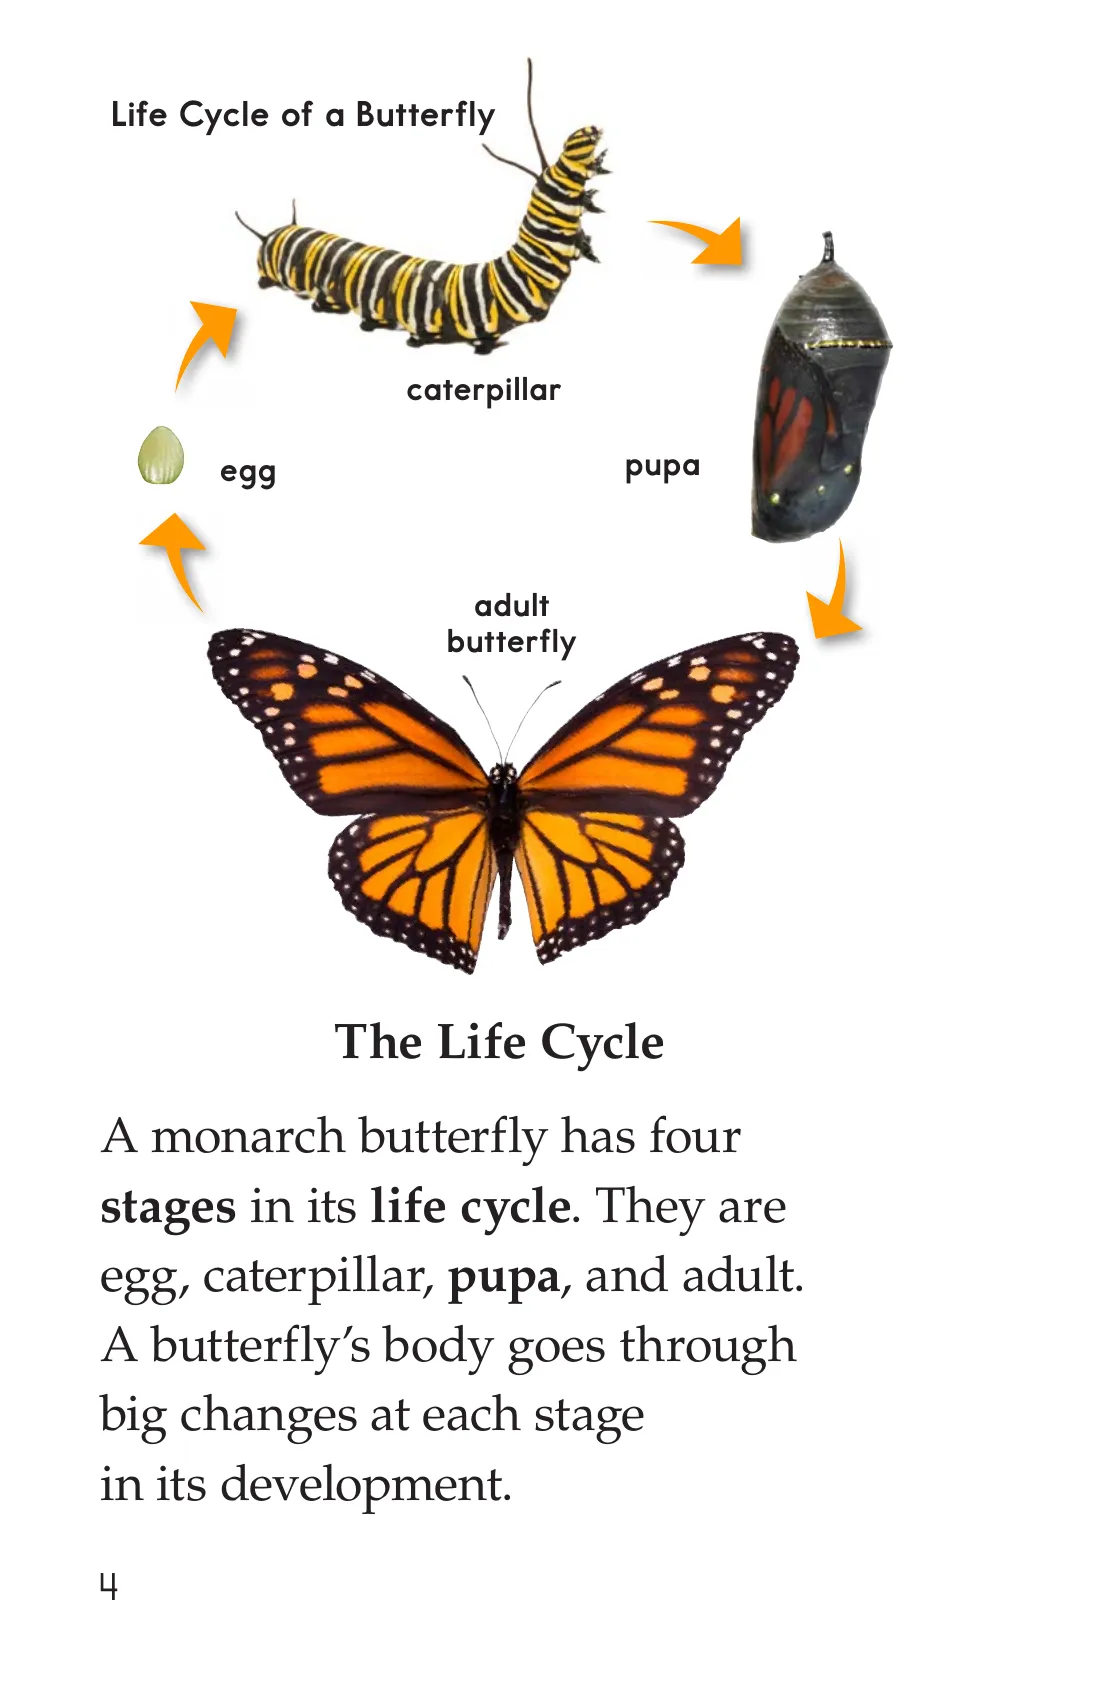 Life Cycle of a Butterfly
caterpillar
egg
pupa
adult
butterfly
The Life Cycle
A monarch butterfly has four
stages in its life cycle. They are
egg, caterpillar, pupa, and adult.
A butterfly’s body goes through
big changes at each stage
in its development.
4